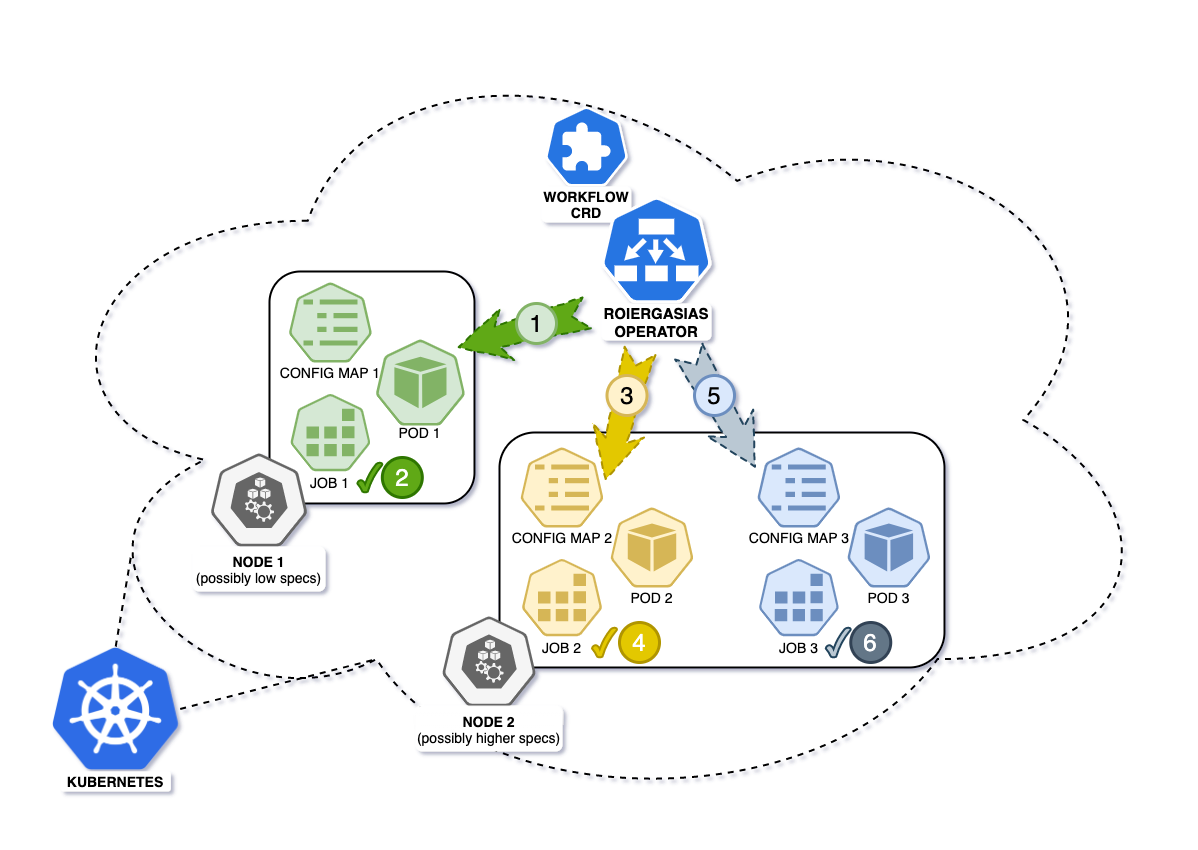 WORKFLOW
CRD
ROIERGASIAS
OPERATOR
1
CONFIG MAP 1
POD 1
JOB 1
2
NODE 1
(possibly low specs)
3
5
CONFIG MAP 2
POD 2
JOB 2
4
CONFIG MAP 3
POD 3
JOB 3
6
NODE 2
(possibly higher specs)
KUBERNETES